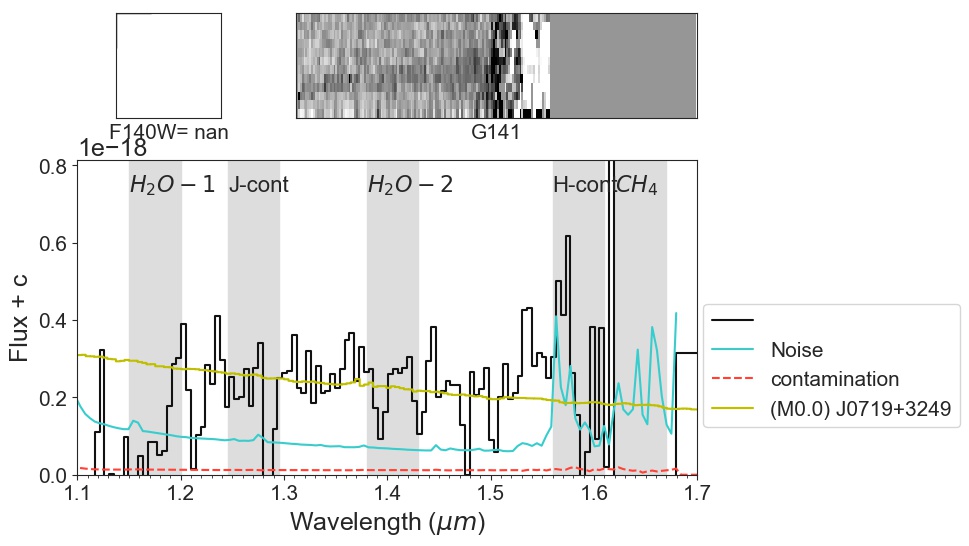 F140W= nan
G141
1e−18
H₂O − 1 J-cont H₂O − 2 H-cont CH₄
0.8
0.6
0.4
0.2
0.0
Flux + c
1.1 1.2 1.3 1.4 1.5 1.6 1.7
Wavelength (μm)
Noise
contamination
(M0.0) J0719+3249